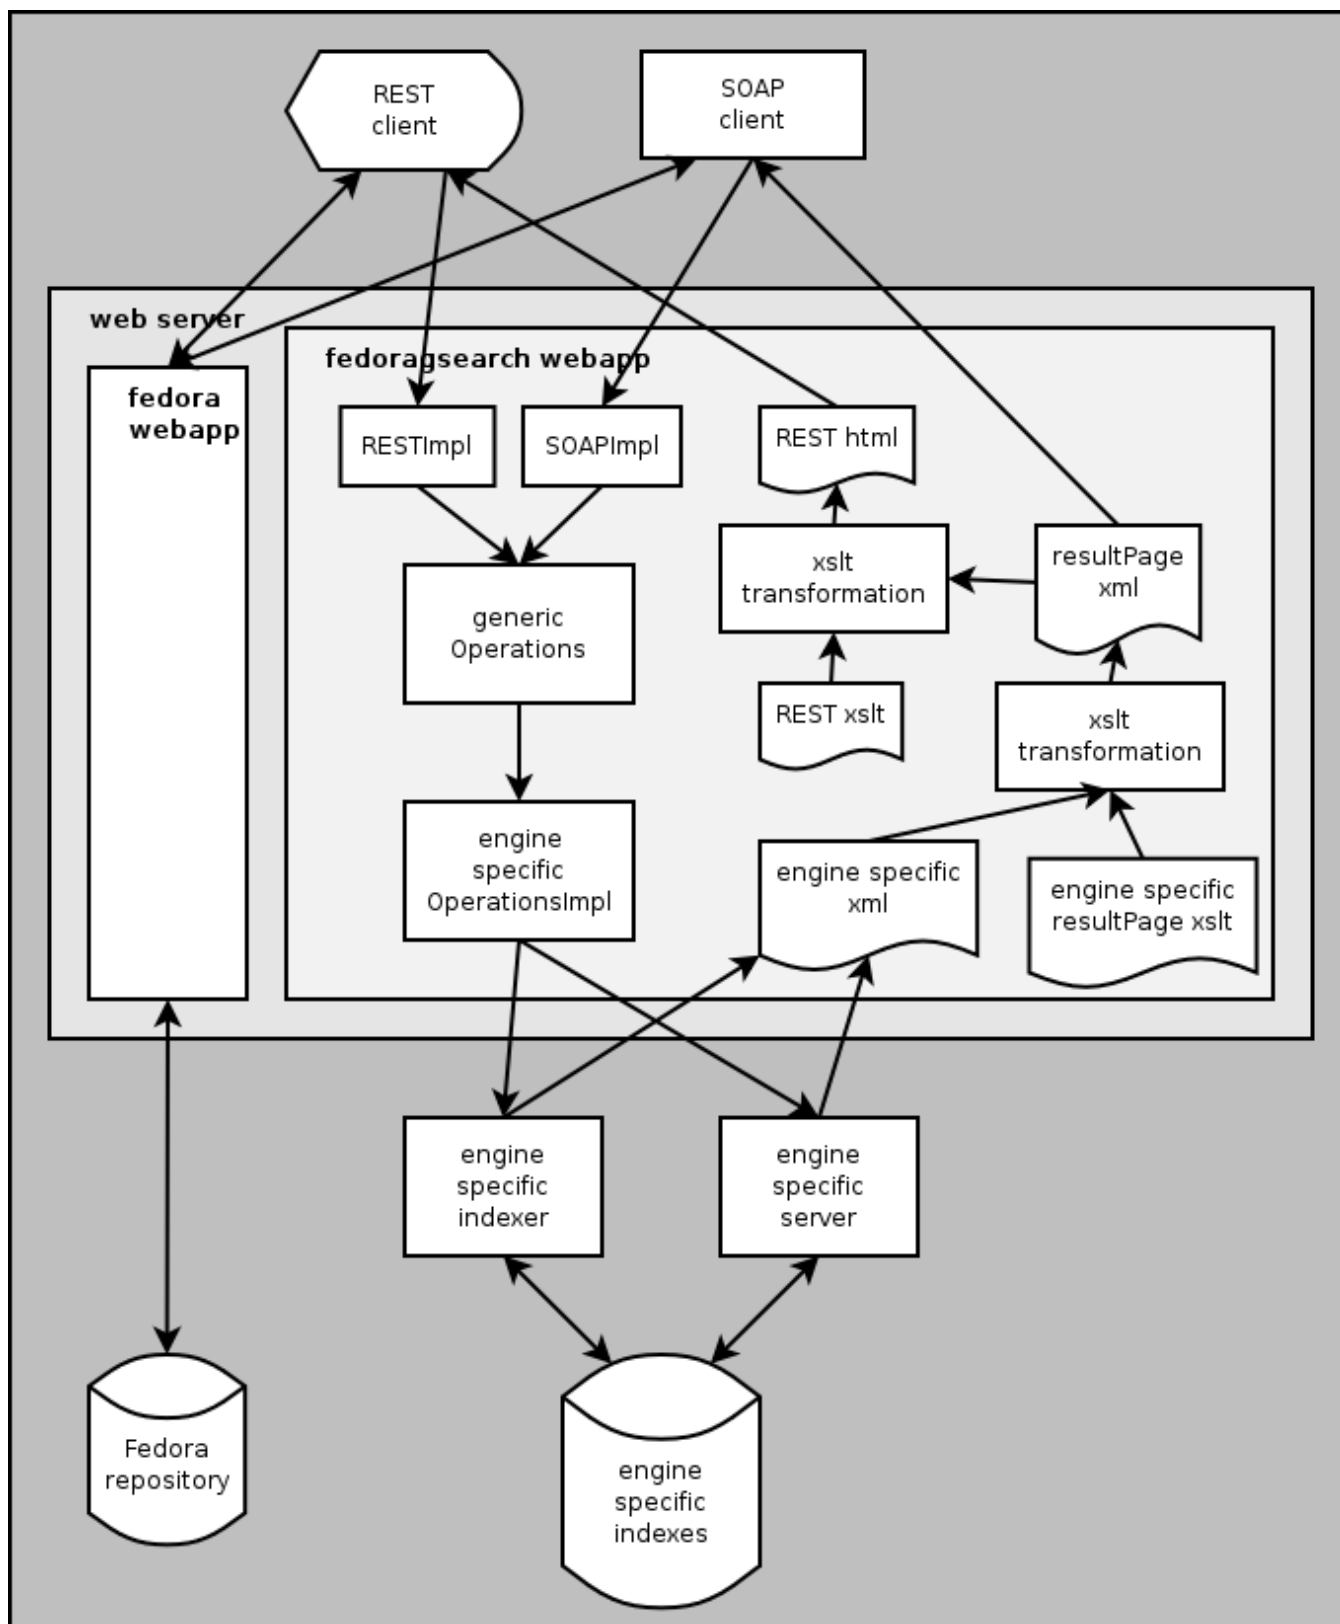 REST
client
SOAP
client
web server
fedoragsearch webapp
fedora
webapp
RESTImpl
SOAPImpl
REST html
xslt
transformation
resultPage
xml
generic
Operations
REST xslt
xslt
transformation
engine
specific
OperationsImpl
engine specific
xml
engine specific
resultPage xslt
engine
specific
indexer
engine
specific
server
Fedora
repository
engine
specific
indexes